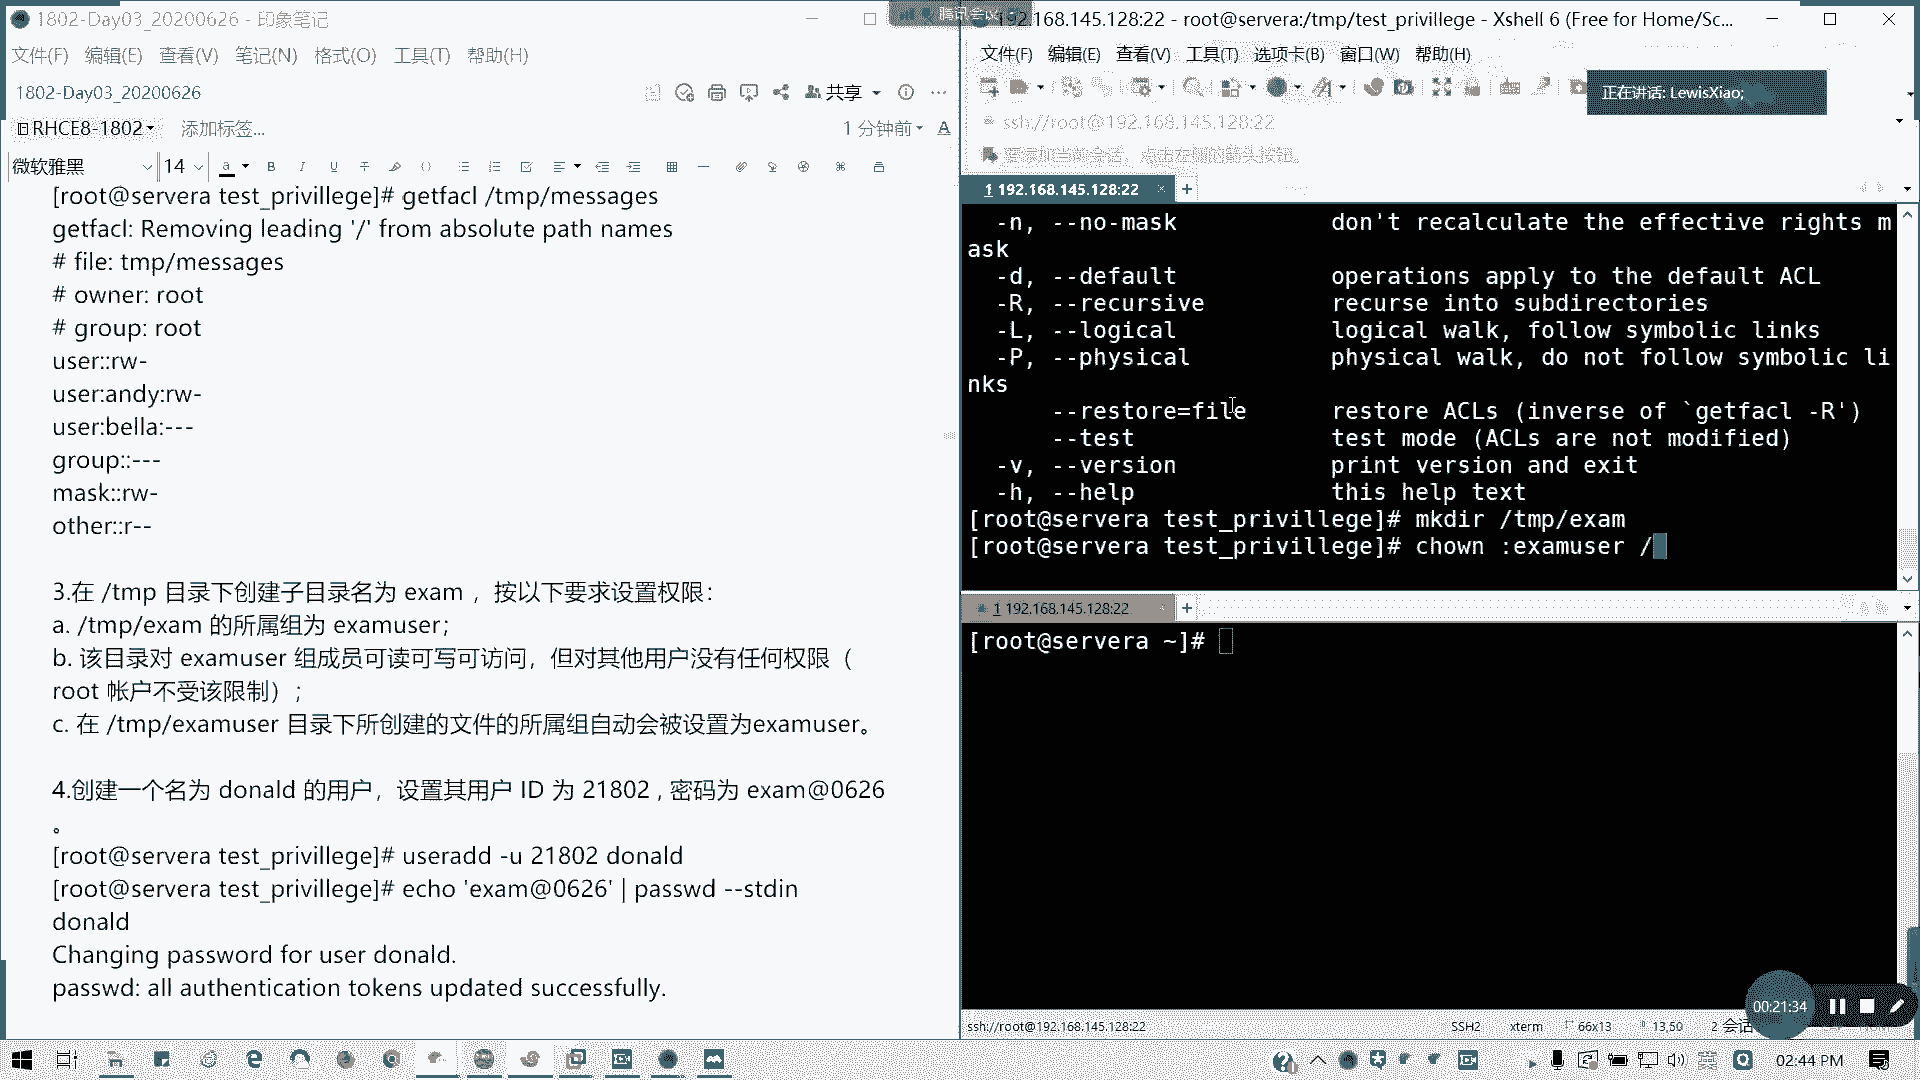 1802-Day03_20200626 - 印象笔记
文件(F) 编辑(E) 查看(V) 笔记(N) 格式(O) 工具(T) 帮助(H)
1802-Day03_20200626
共享
RHCE8-1802
添加标签...
1 分钟前
微软雅黑 14
[root@servera test_privillege]# getfacl /tmp/messages
getfacl: Removing leading '/' from absolute path names
# file: tmp/messages
# owner: root
# group: root
user::rw-
user:andy:rw-
user:bella:---
group::---
mask::rw-
other::r--
3.在 /tmp 目录下创建子目录名为 exam ，按以下要求设置权限：
a. /tmp/exam 的所属组为 examuser；
b. 该目录对 examuser 组成员可读可写可访问，但对其他用户没有任何权限（
root 帐户不受该限制）；
c. 在 /tmp/examuser 目录下所创建的文件的所属组自动会被设置为examuser。
4.创建一个名为 donald 的用户，设置其用户 ID 为 21802 , 密码为 exam@0626
。
[root@servera test_privillege]# useradd -u 21802 donald
[root@servera test_privillege]# echo 'exam@0626' | passwd --stdin
donald
Changing password for user donald.
passwd: all authentication tokens updated successfully.
腾讯会议
192.168.145.128:22 - root@servera:/tmp/test_privillege - Xshell 6 (Free for Home/Sc...
文件(F) 编辑(E) 查看(V) 工具(T) 选项卡(B) 窗口(W) 帮助(H)
正在讲话: LewisXiao;
ssh://root@192.168.145.128:22
要添加当前会话，点击左侧的箭头按钮。
1 192.168.145.128:22
-n, --no-mask don't recalculate the effective rights m
ask
-d, --default operations apply to the default ACL
-R, --recursive recurse into subdirectories
-L, --logical logical walk, follow symbolic links
-P, --physical physical walk, do not follow symbolic li
nks
--restore=file restore ACLs (inverse of `getfacl -R')
--test test mode (ACLs are not modified)
-v, --version print version and exit
-h, --help this help text
[root@servera test_privillege]# mkdir /tmp/exam
[root@servera test_privillege]# chown :examuser /
1 192.168.145.128:22
[root@servera ~]#
00:21:34
ssh://root@192.168.145.128:22 SSH2 xterm 66x13 13,50 2 会话
02:44 PM